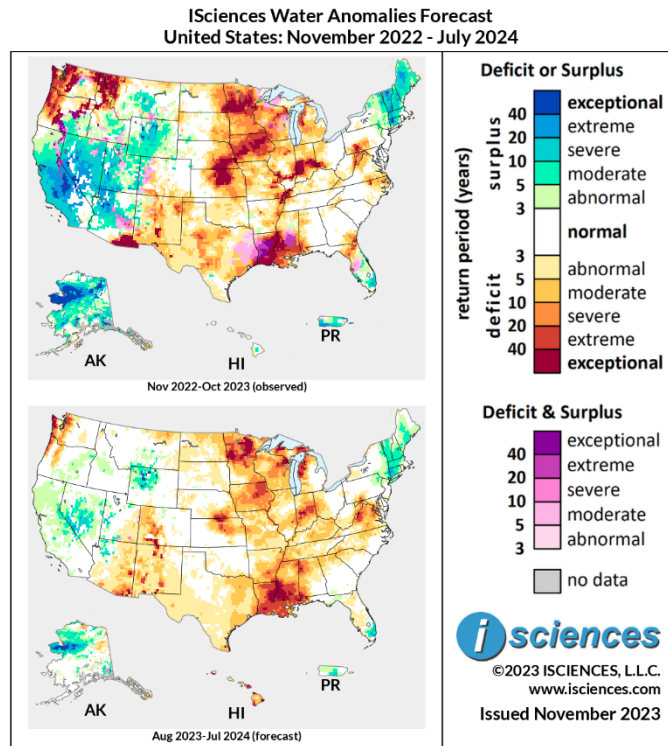 ISciences Water Anomalies Forecast
United States: November 2022 - July 2024
AK
HI
PR
Nov 2022-Oct 2023 (observed)
AK
HI
PR
Aug 2023-Jul 2024 (forecast)
Deficit or Surplus
return period (years)
surplus
deficit
40
20
10
5
3
3
5
10
20
40
exceptional
extreme
severe
moderate
abnormal
normal
abnormal
moderate
severe
extreme
exceptional
Deficit & Surplus
40
20
10
5
3
exceptional
extreme
severe
moderate
abnormal
no data
i sciences
©2023 ISCIENCES, L.L.C.
www.isciences.com
Issued November 2023